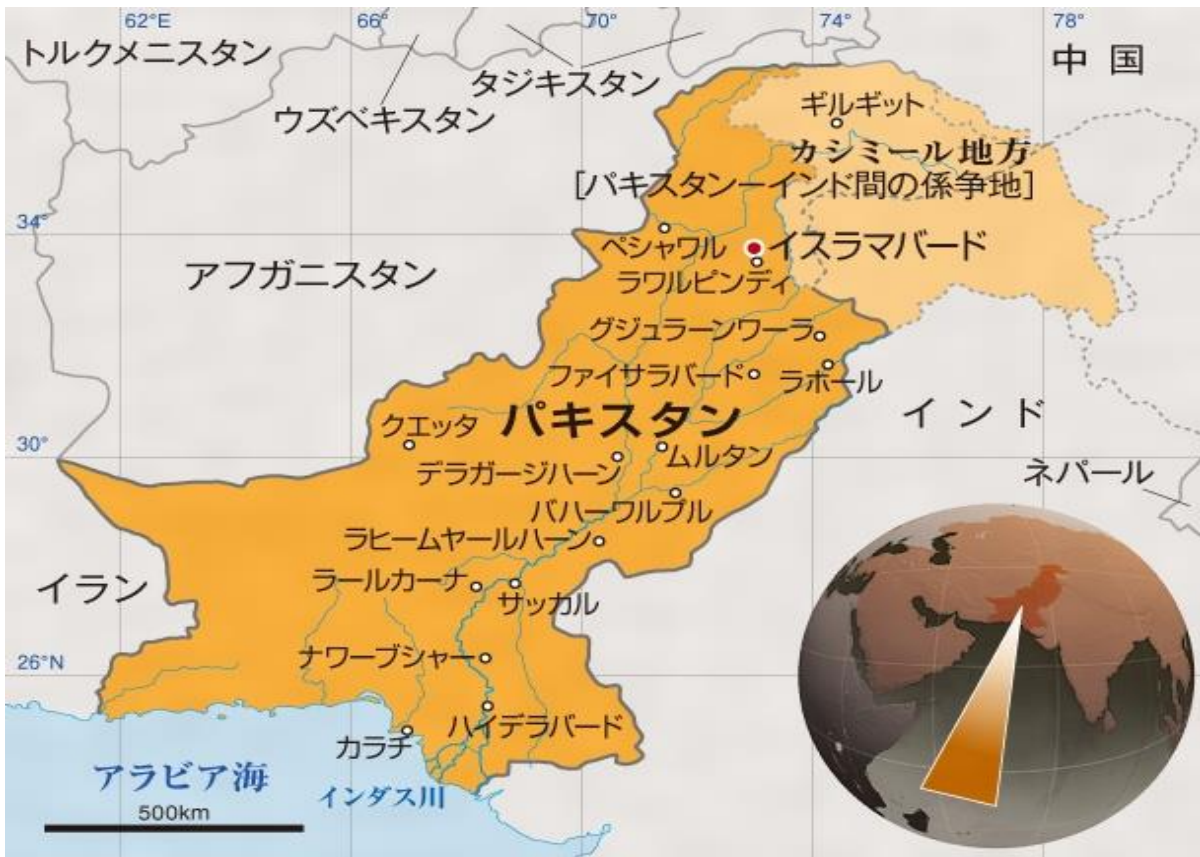 62°E
66°
70°
74°
78°
トルクメニスタン
中国
タジキスタン
ウズベキスタン
ギルギット
カシミール地方
[パキスタンーインド間の係争地]
34°
ペシャワル
イスラマバード
ラワルピンディ
アフガニスタン
グジュラーンワーラ
ファイサラバード
ラホール
クエッタ
パキスタン
インド
30°
ムルタン
デラガージハーン
ネパール
バハーワルプル
ラヒームヤールハーン
イラン
ラールカーナ
サッカル
26°N
ナワーブシャー
ハイデラバード
カラチ
アラビア海
インダス川
500km